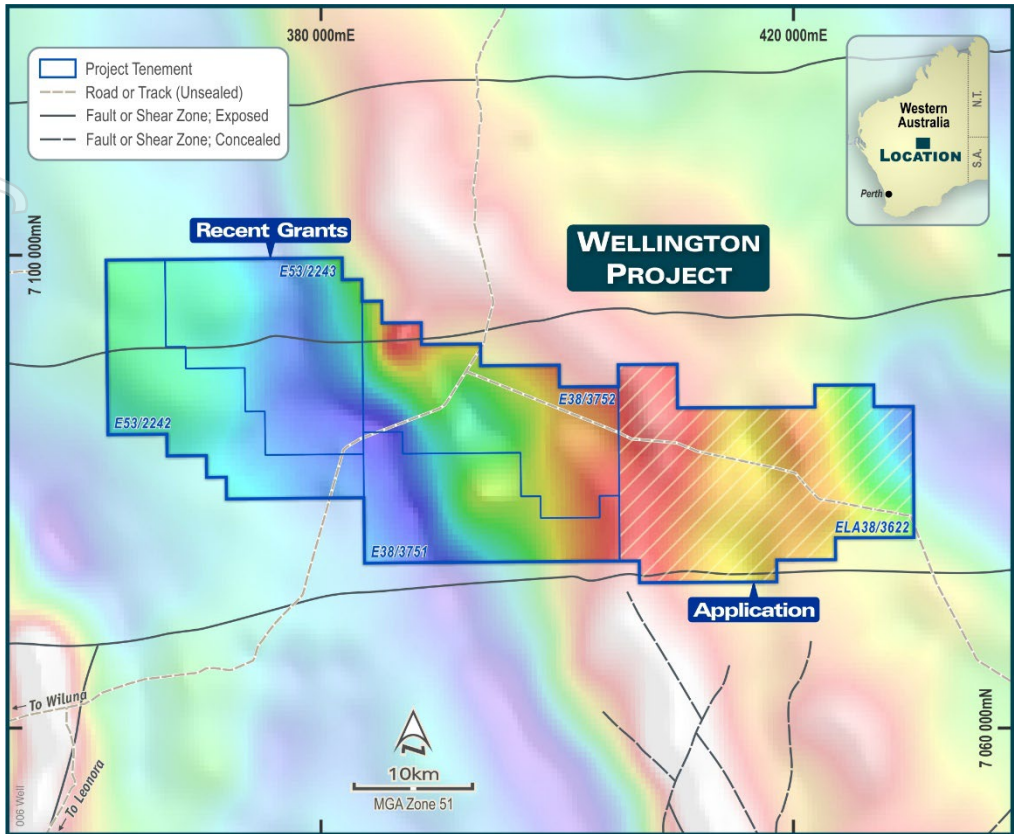 380 000mE
420 000mE
Project Tenement
Road or Track (Unsealed)
Fault or Shear Zone; Exposed
Fault or Shear Zone; Concealed
Western
Australia
N.T.
LOCATION
S.A.
Perth
7 100 000mN
Recent Grants
WELLINGTON
PROJECT
E53/2243
E53/2242
E38/3752
E38/3751
ELA38/3622
Application
To Wiluna
To Leonora
N
10km
MGA Zone 51
7 060 000mN
006 Well